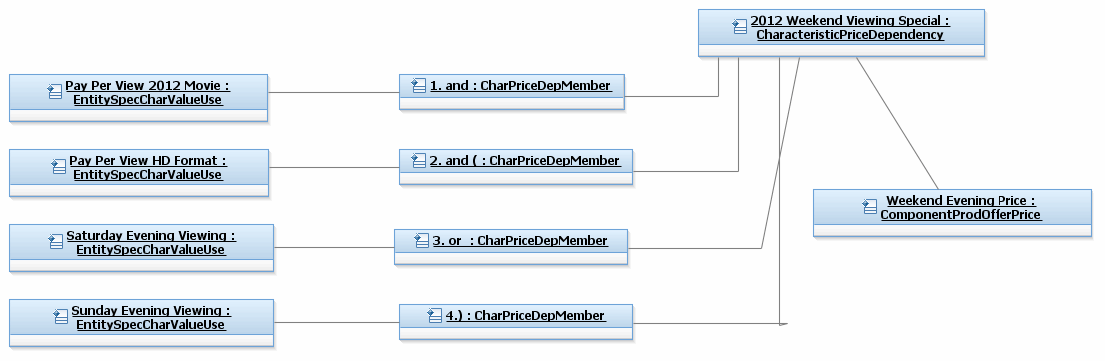 2012 Weekend Viewing Special :
CharacteristicPriceDependency
Pay Per View 2012 Movie :
EntitySpecCharValueUse
1. and : CharPriceDepMember
Pay Per View HD Format :
EntitySpecCharValueUse
2. and ( : CharPriceDepMember
Weekend Evening Price :
ComponentProdOfferPrice
Saturday Evening Viewing :
EntitySpecCharValueUse
3. or : CharPriceDepMember
Sunday Evening Viewing :
EntitySpecCharValueUse
4.) : CharPriceDepMember